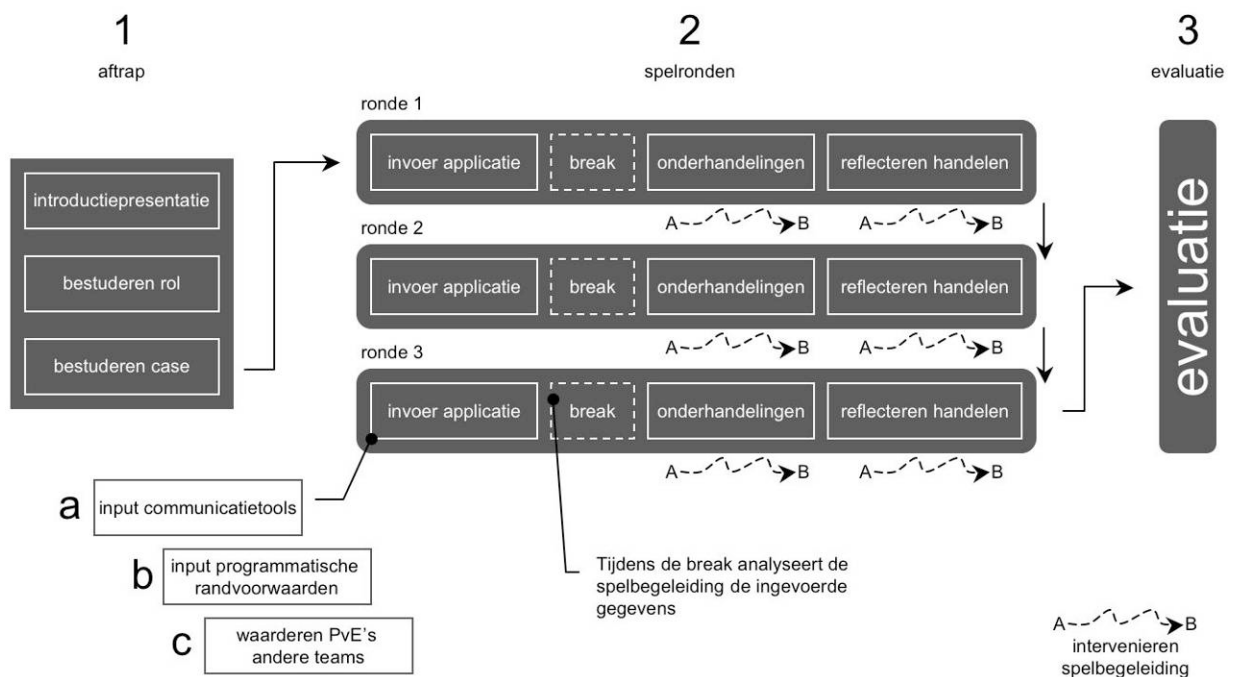 1
aftrap
2
spelronden
3
evaluatie
introductiepresentatie
bestuderen rol
bestuderen case
ronde 1
invoer applicatie
break
onderhandelingen
reflecteren handelen
A
B
A
B
ronde 2
invoer applicatie
break
onderhandelingen
reflecteren handelen
A
B
A
B
ronde 3
invoer applicatie
break
onderhandelingen
reflecteren handelen
A
B
A
B
evaluatie
a
input communicatietools
b
input programmatische
randvoorwaarden
c
waarderen PvE's
andere teams
Tijdens de break analyseert de
spelbegeleiding de ingevoerde
gegevens
A
B
intervenieren
spelbegeleiding